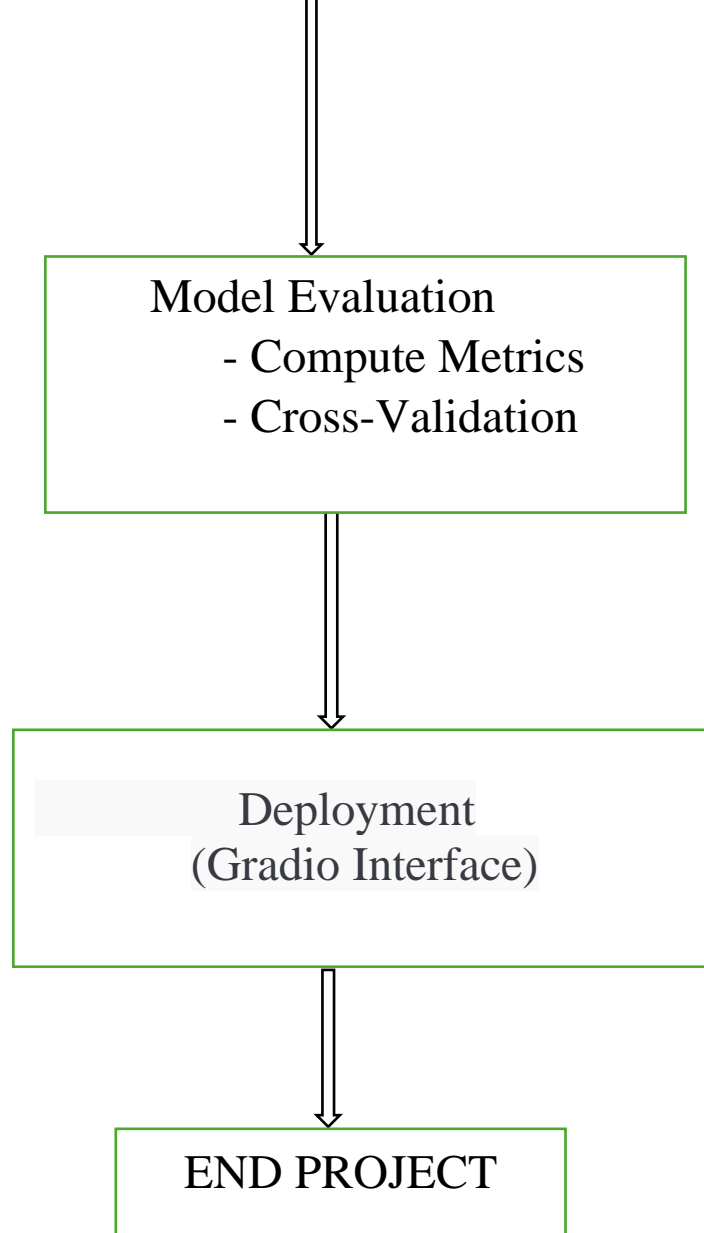 Model Evaluation
- Compute Metrics
- Cross-Validation
Deployment
(Gradio Interface)
END PROJECT